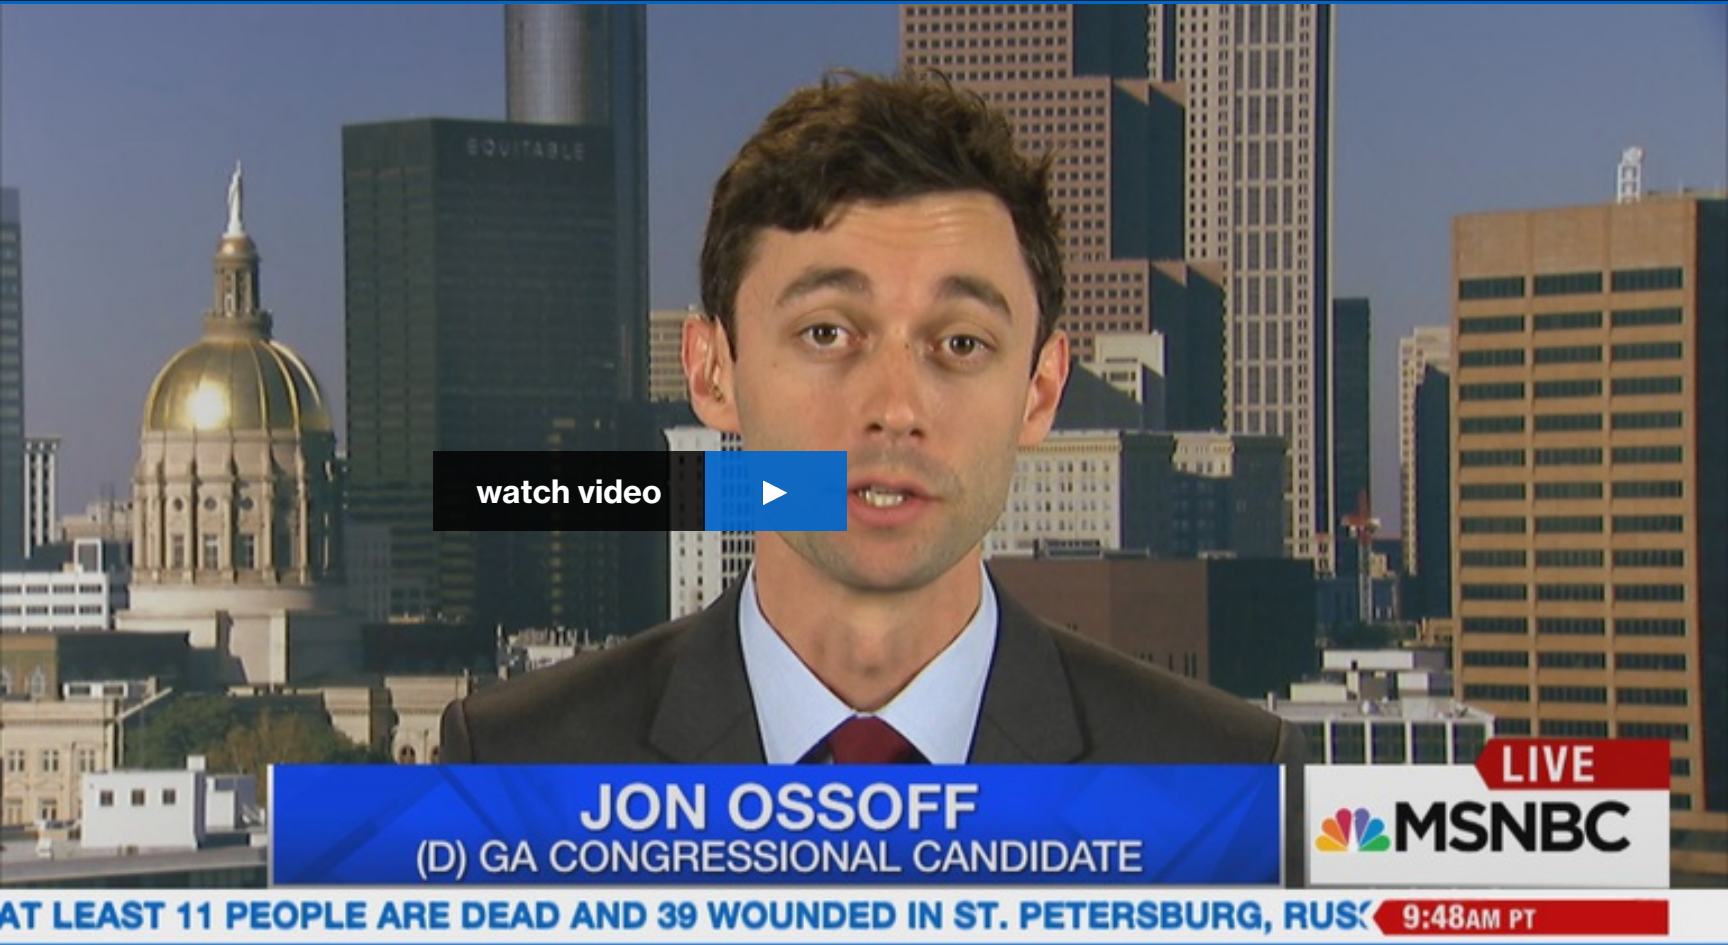 EQUITABLE
watch video
LIVE
JON OSSOFF
MSNBC
(D) GA CONGRESSIONAL CANDIDATE
AT LEAST 11 PEOPLE ARE DEAD AND 39 WOUNDED IN ST. PETERSBURG, RUS
9:48AM PT